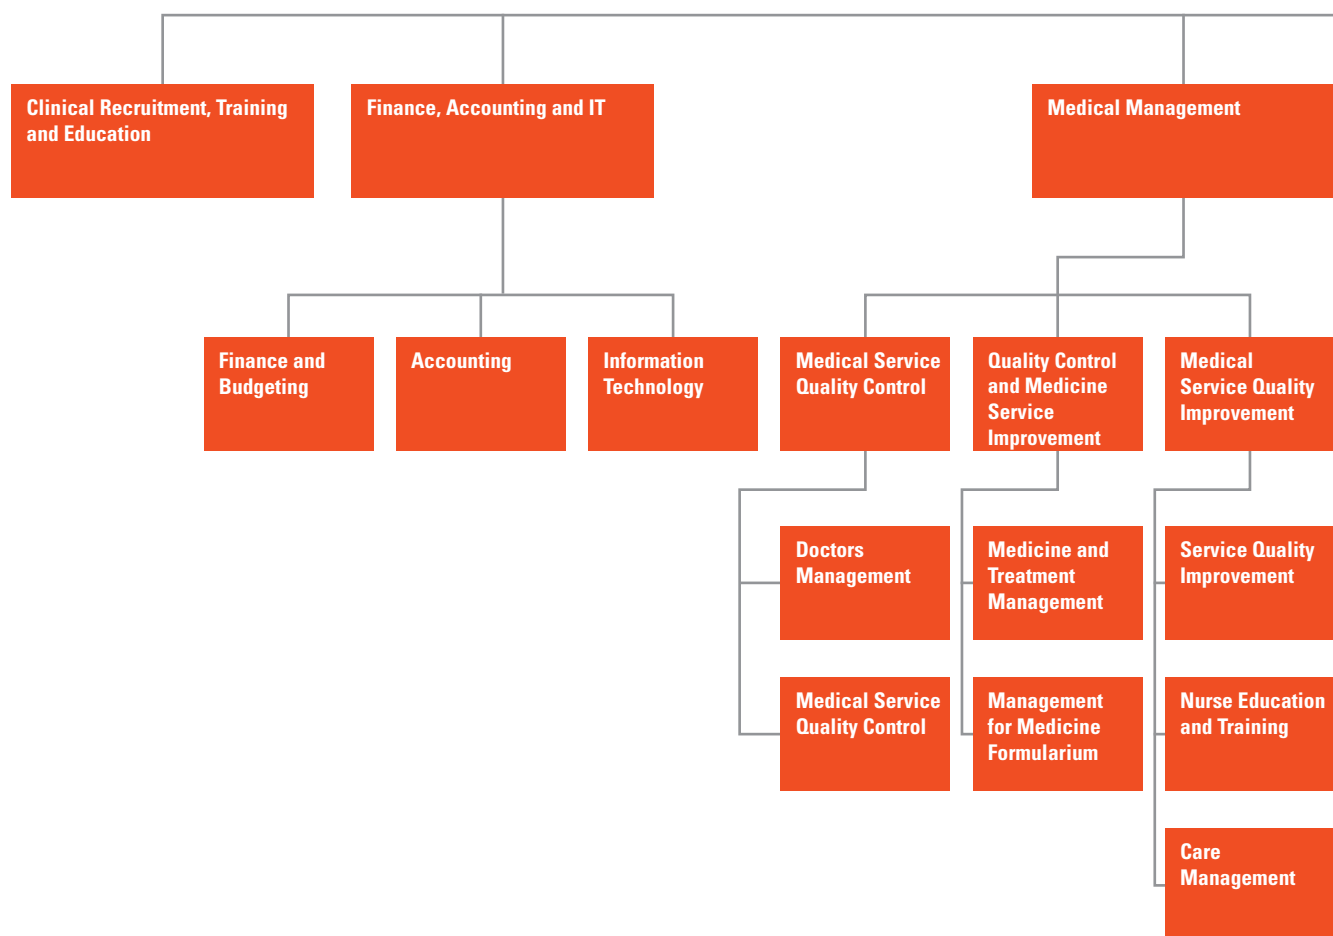 Clinical Recruitment, Training
and Education
Finance, Accounting and IT
Medical Management
Finance and
Budgeting
Accounting
Information
Technology
Medical Service
Quality Control
Quality Control
and Medicine
Service
Improvement
Medical
Service Quality
Improvement
Doctors
Management
Medicine and
Treatment
Management
Service Quality
Improvement
Medical Service
Quality Control
Management
for Medicine
Formularium
Nurse Education
and Training
Care
Management